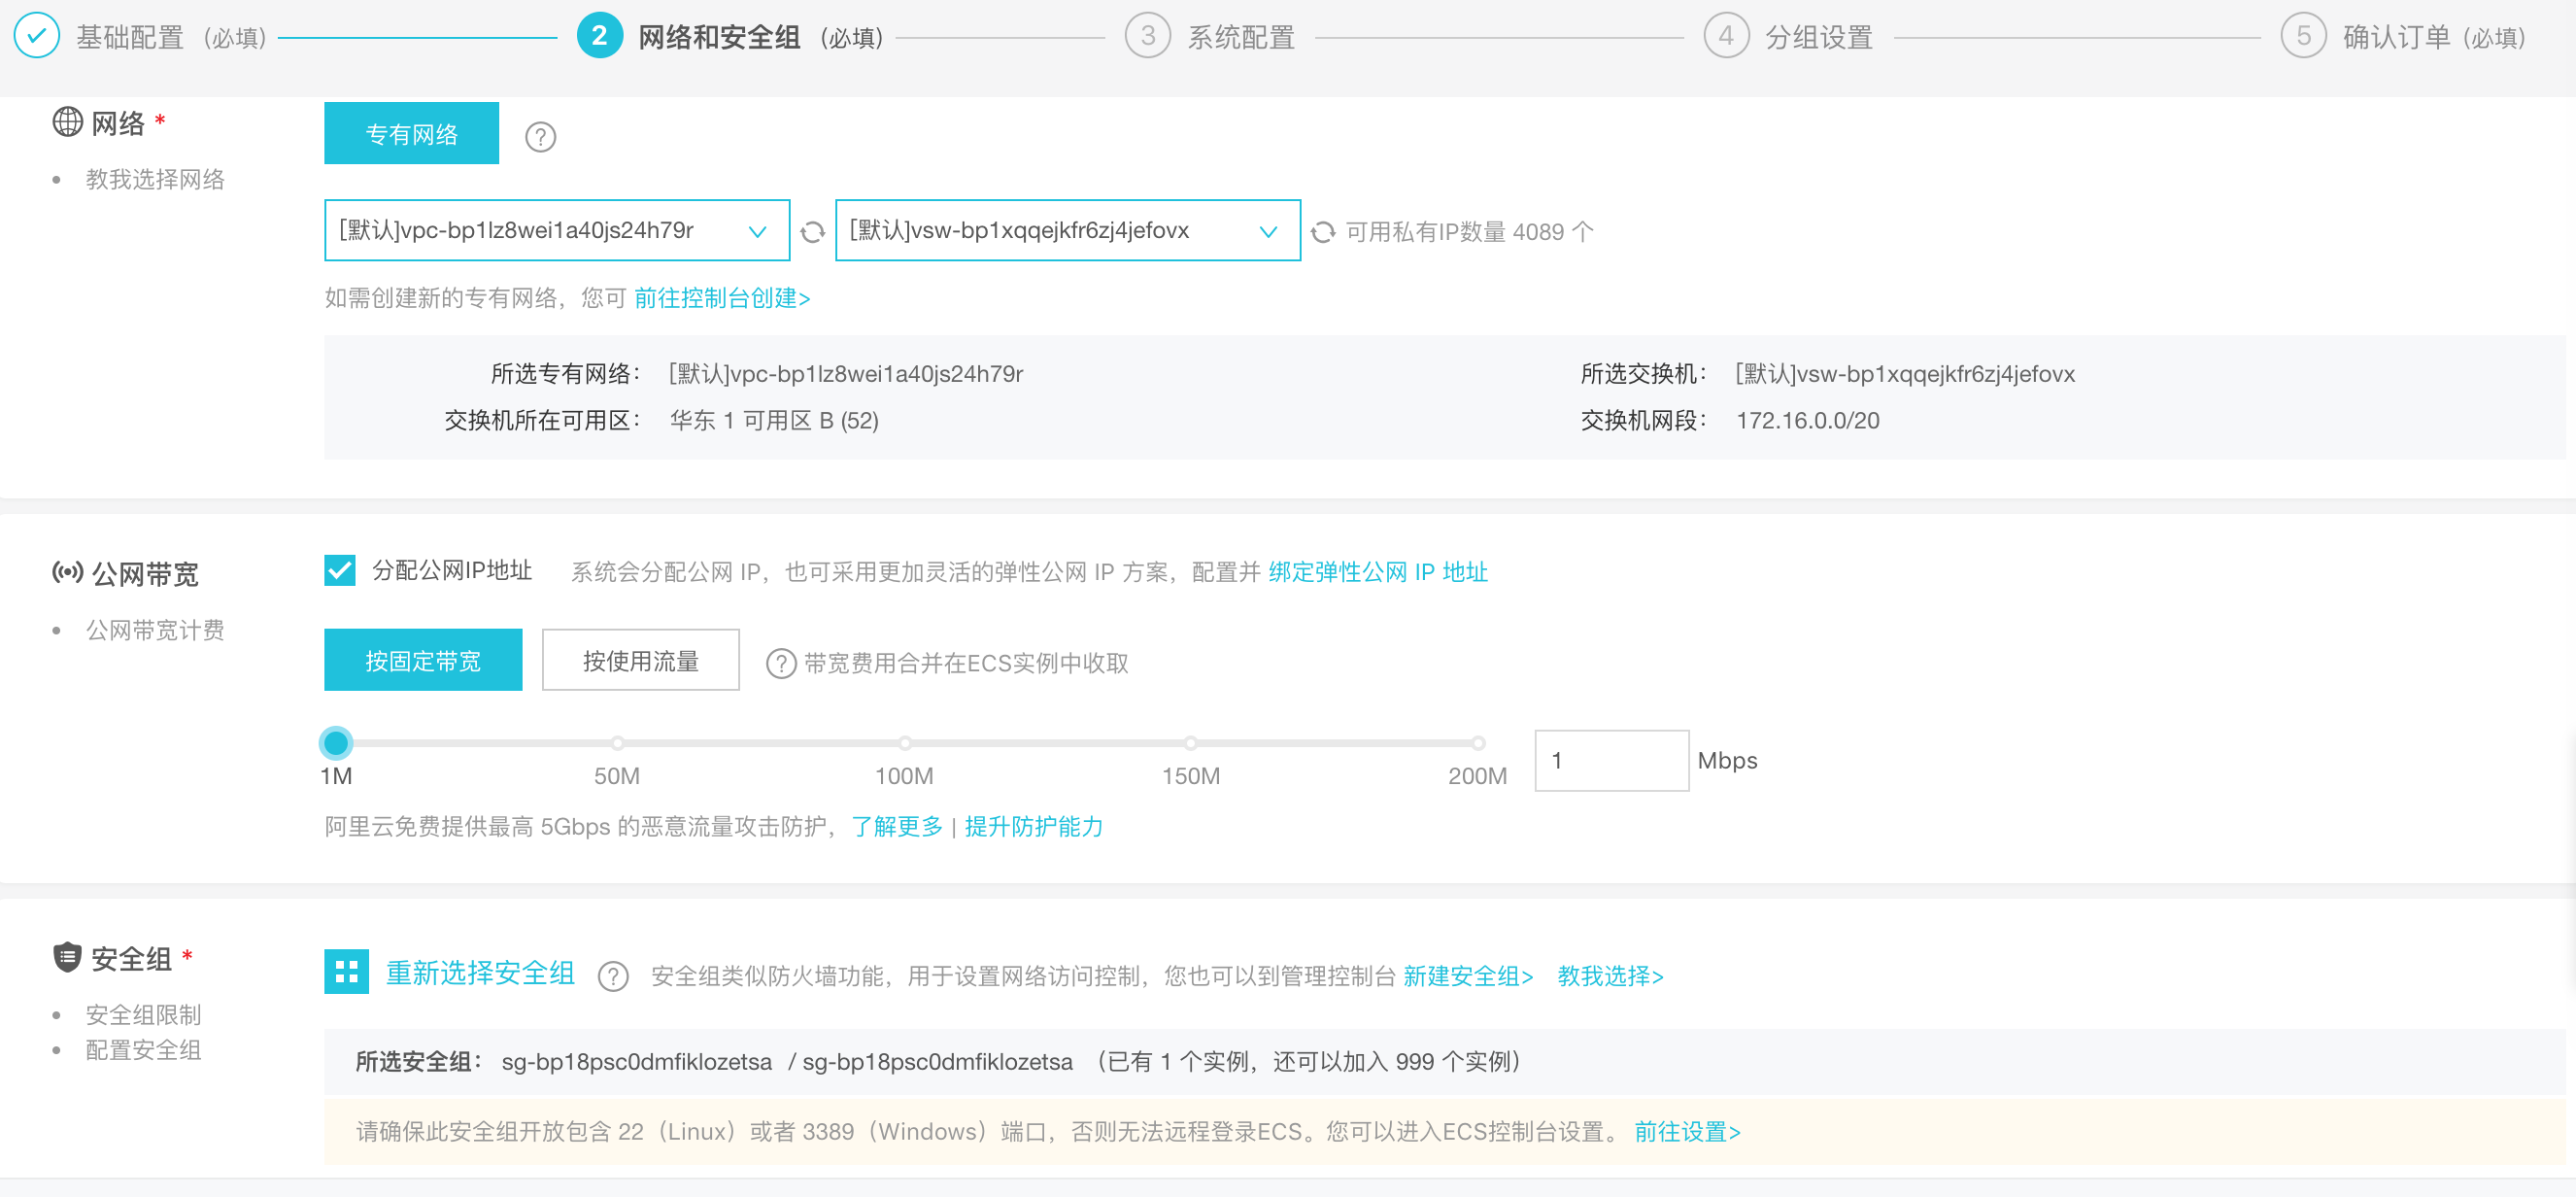 基础配置 (必填)
2 网络和安全组 (必填)
3 系统配置
4 分组设置
5 确认订单 (必填)
网络 *
教我选择网络
专有网络 ?
[默认]vpc-bp1lz8wei1a40js24h79r [默认]vsw-bp1xqqejkfr6zj4jefovx 可用私有IP数量 4089 个
如需创建新的专有网络，您可 前往控制台创建>
所选专有网络： [默认]vpc-bp1lz8wei1a40js24h79r 所选交换机： [默认]vsw-bp1xqqejkfr6zj4jefovx
交换机所在可用区： 华东 1 可用区 B (52) 交换机网段： 172.16.0.0/20
公网带宽
公网带宽计费
分配公网IP地址 系统会分配公网 IP，也可采用更加灵活的弹性公网 IP 方案，配置并 绑定弹性公网 IP 地址
按固定带宽 按使用流量 ? 带宽费用合并在ECS实例中收取
1M 50M 100M 150M 200M 1 Mbps
阿里云免费提供最高 5Gbps 的恶意流量攻击防护，了解更多 | 提升防护能力
安全组 *
安全组限制
配置安全组
重新选择安全组 ? 安全组类似防火墙功能，用于设置网络访问控制，您也可以到管理控制台 新建安全组> 教我选择>
所选安全组： sg-bp18psc0dmfiklozetsa / sg-bp18psc0dmfiklozetsa （已有 1 个实例，还可以加入 999 个实例）
请确保此安全组开放包含 22（Linux）或者 3389（Windows）端口，否则无法远程登录ECS。您可以进入ECS控制台设置。 前往设置>